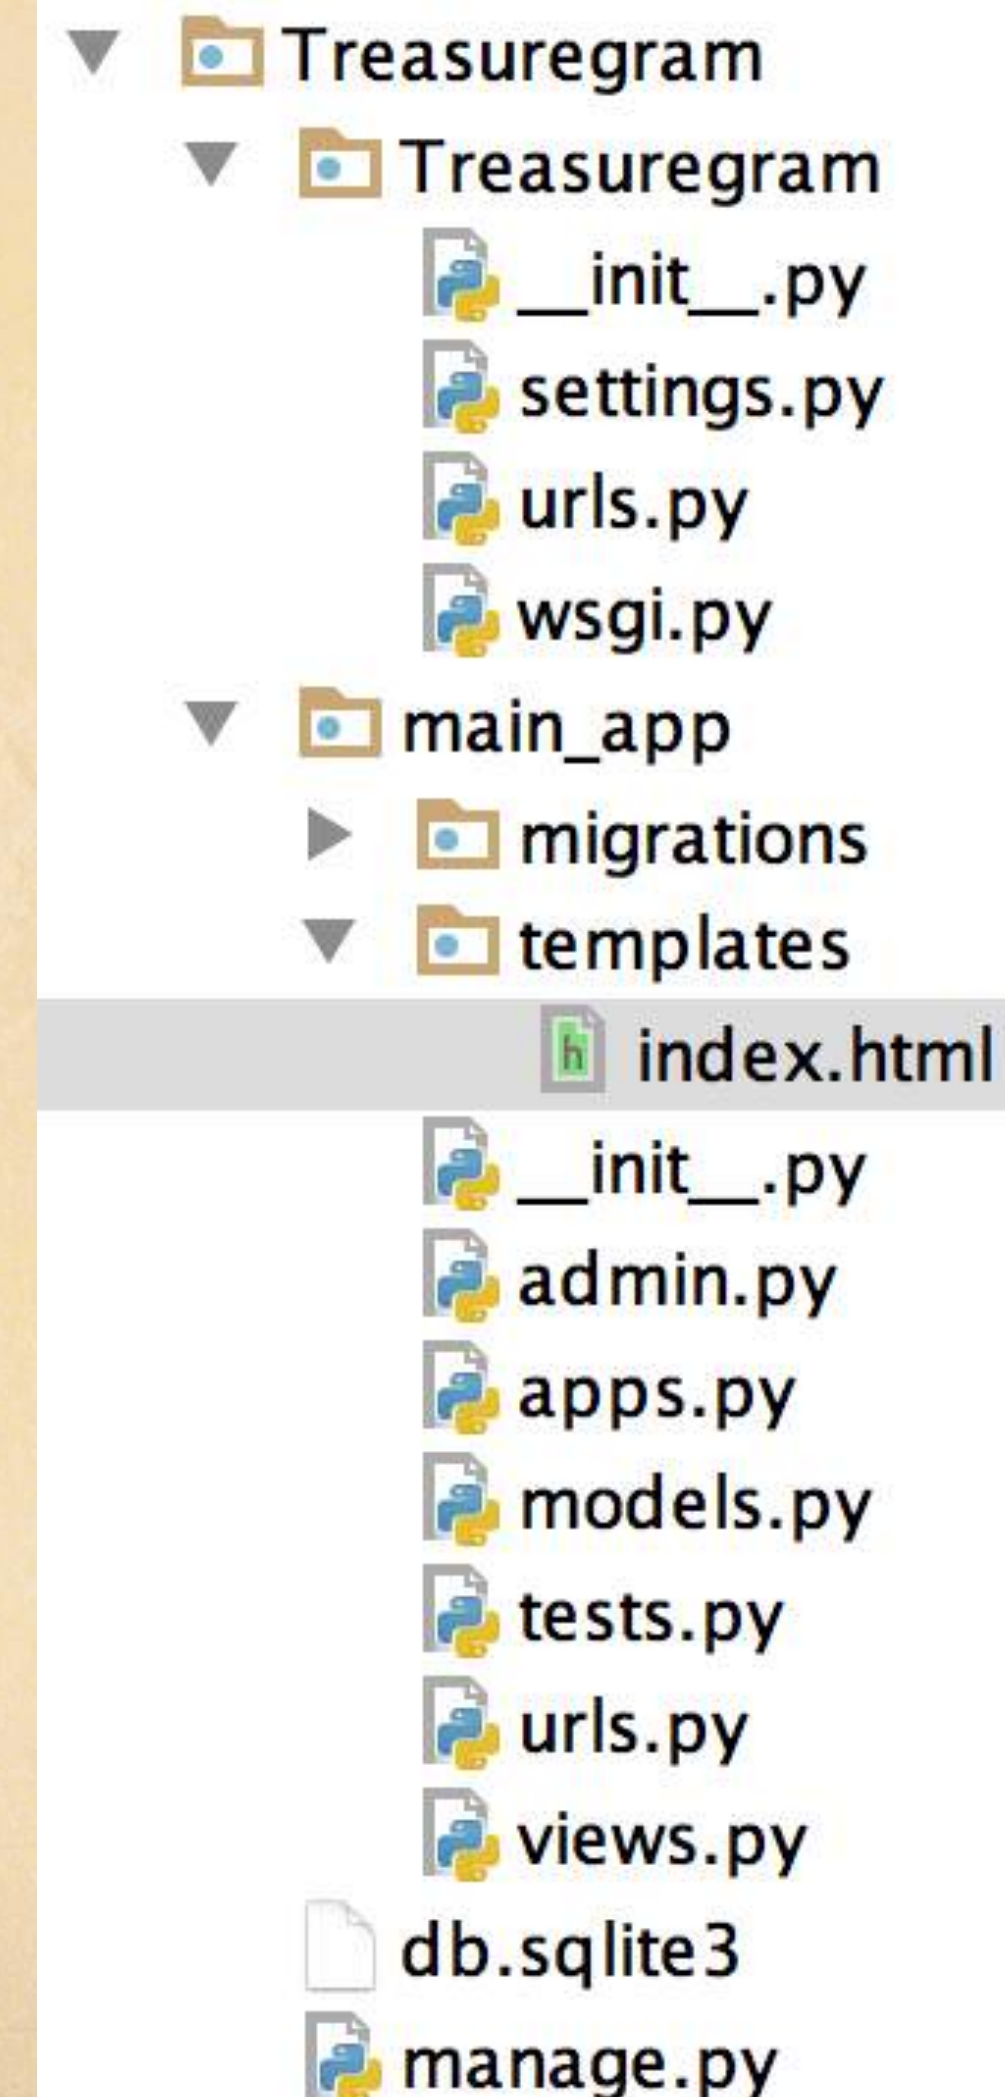 Treasuregram
Treasuregram
__init__.py
settings.py
urls.py
wsgi.py
main_app
migrations
templates
index.html
__init__.py
admin.py
apps.py
models.py
tests.py
urls.py
views.py
db.sqlite3
manage.py